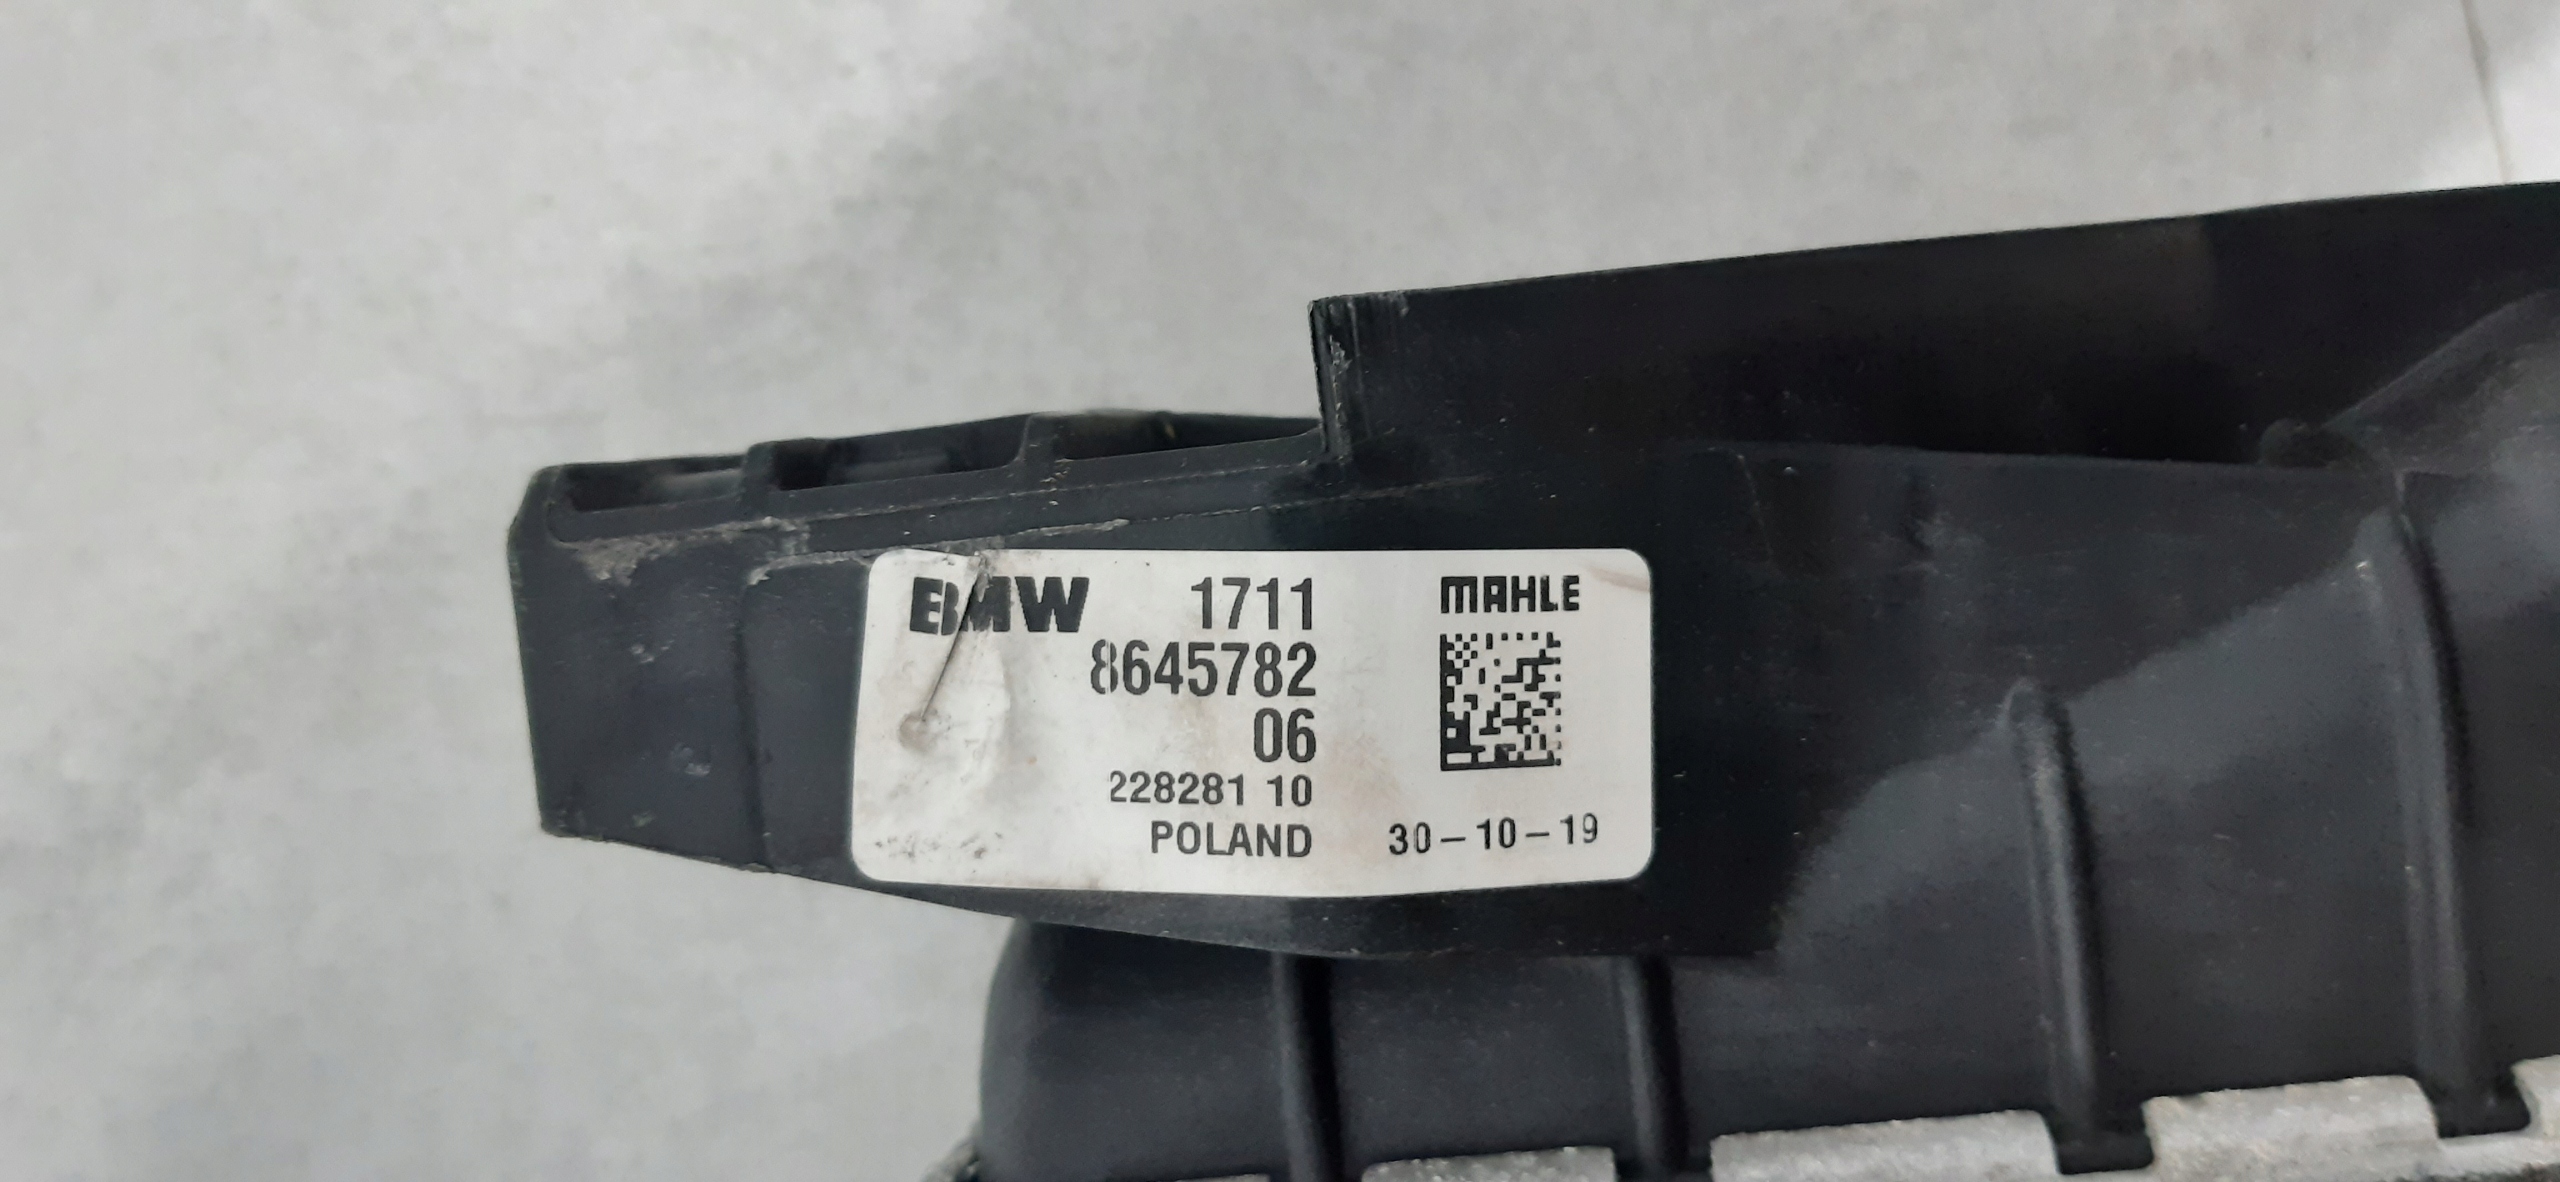 BMW 1711 MAHLE
8645782
06
228281 10
POLAND 30-10-19